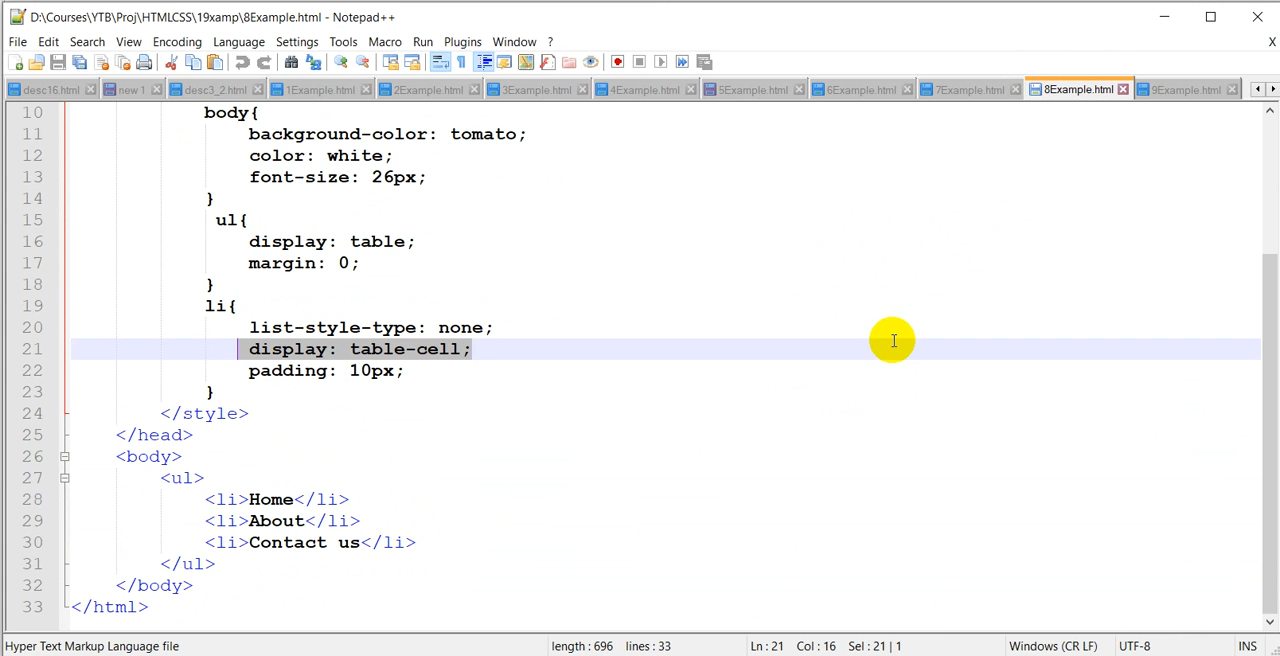 D:\Courses\YTB\Proj\HTMLCSS\19xamp\8Example.html - Notepad++
File Edit Search View Encoding Language Settings Tools Macro Run Plugins Window ? X
desc16.html new 1 desc3_2.html 1Example.html 2Example.html 3Example.html 4Example.html 5Example.html 6Example.html 7Example.html 8Example.html 9Example.html
10 body{
11 background-color: tomato;
12 color: white;
13 font-size: 26px;
14 }
15 ul{
16 display: table;
17 margin: 0;
18 }
19 li{
20 list-style-type: none;
21 display: table-cell;
22 padding: 10px;
23 }
24 </style>
25 </head>
26 <body>
27 <ul>
28 <li>Home</li>
29 <li>About</li>
30 <li>Contact us</li>
31 </ul>
32 </body>
33 </html>
Hyper Text Markup Language file length : 696 lines : 33 Ln : 21 Col : 16 Sel : 21 | 1 Windows (CR LF) UTF-8 INS